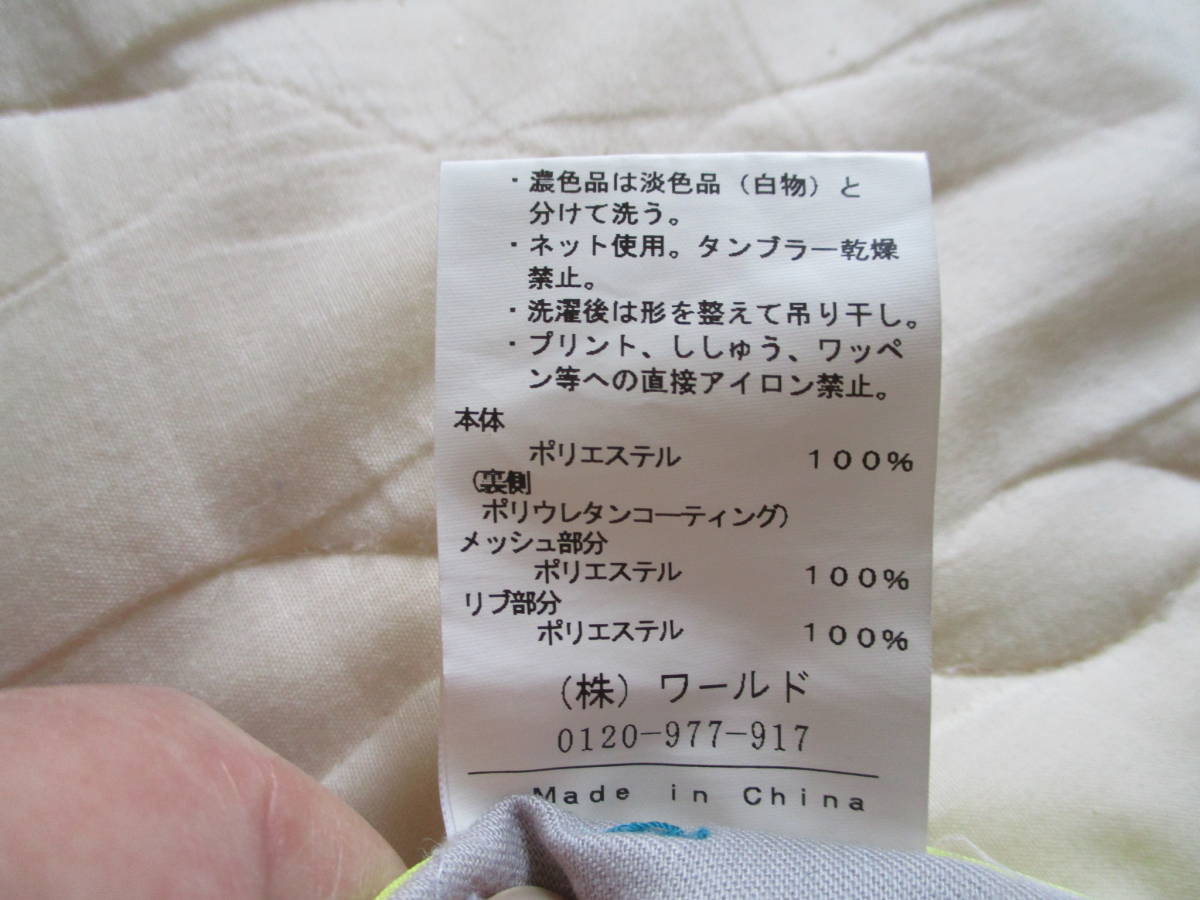 ・濃色品は淡色品（白物）と
分けて洗う。
・ネット使用。タンブラー乾燥
禁止。
・洗濯後は形を整えて吊り干し。
・プリント、ししゅう、ワッペ
ン等への直接アイロン禁止。
本体
ポリエステル 100%
（裏側
ポリウレタンコーティング）
メッシュ部分
ポリエステル 100%
リブ部分
ポリエステル 100%
（株）ワールド
0120-977-917
Made in China